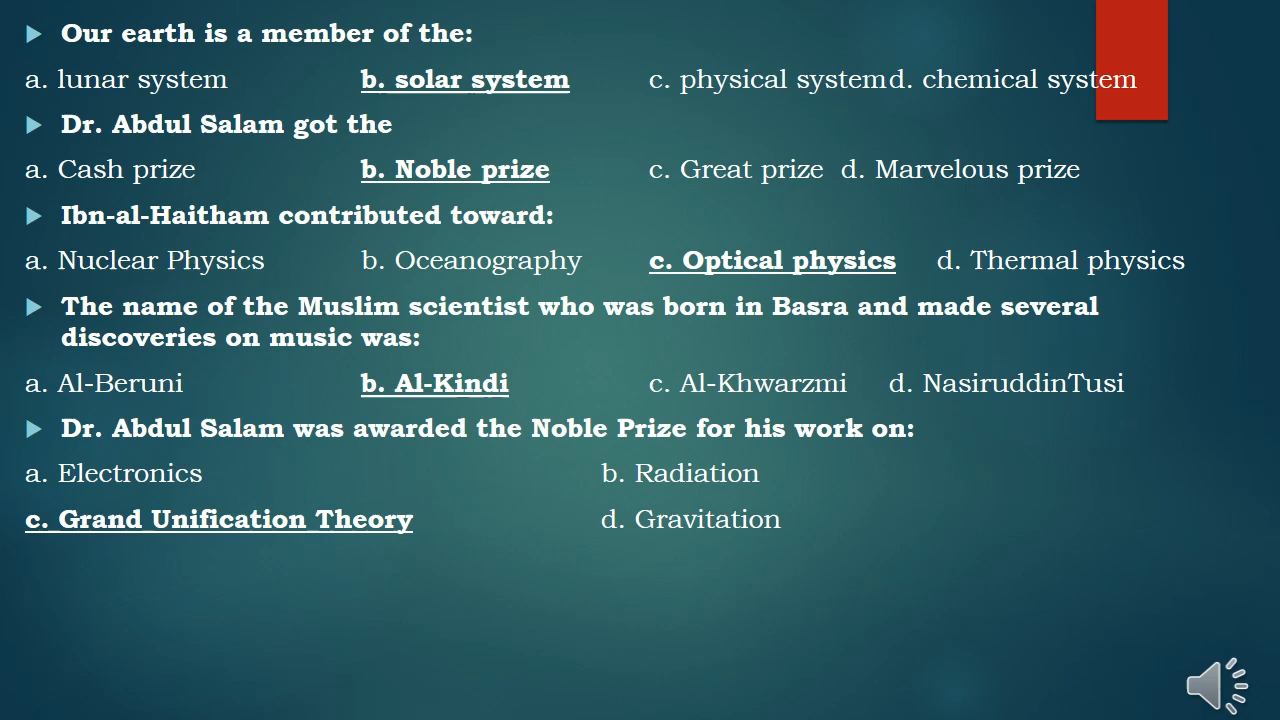 Our earth is a member of the:
a. lunar system b. solar system c. physical system d. chemical system
Dr. Abdul Salam got the
a. Cash prize b. Noble prize c. Great prize d. Marvelous prize
Ibn-al-Haitham contributed toward:
a. Nuclear Physics b. Oceanography c. Optical physics d. Thermal physics
The name of the Muslim scientist who was born in Basra and made several
discoveries on music was:
a. Al-Beruni b. Al-Kindi c. Al-Khwarzmi d. NasiruddinTusi
Dr. Abdul Salam was awarded the Noble Prize for his work on:
a. Electronics b. Radiation
c. Grand Unification Theory d. Gravitation